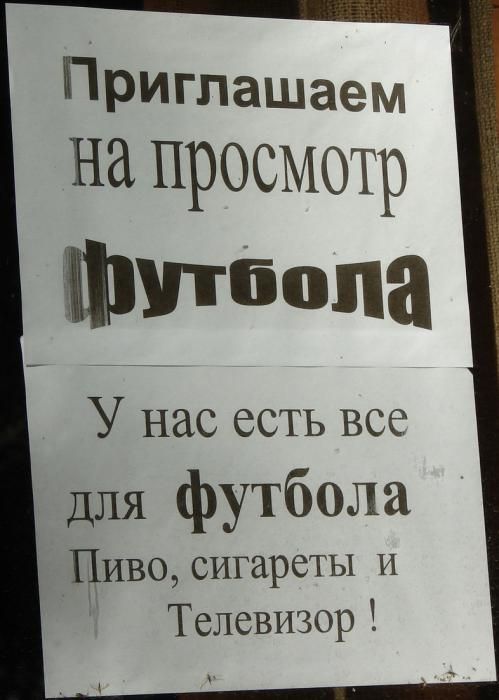 Приглашаем
на просмотр
футбола
У нас есть все
для футбола
Пиво, сигареты и
Телевизор !